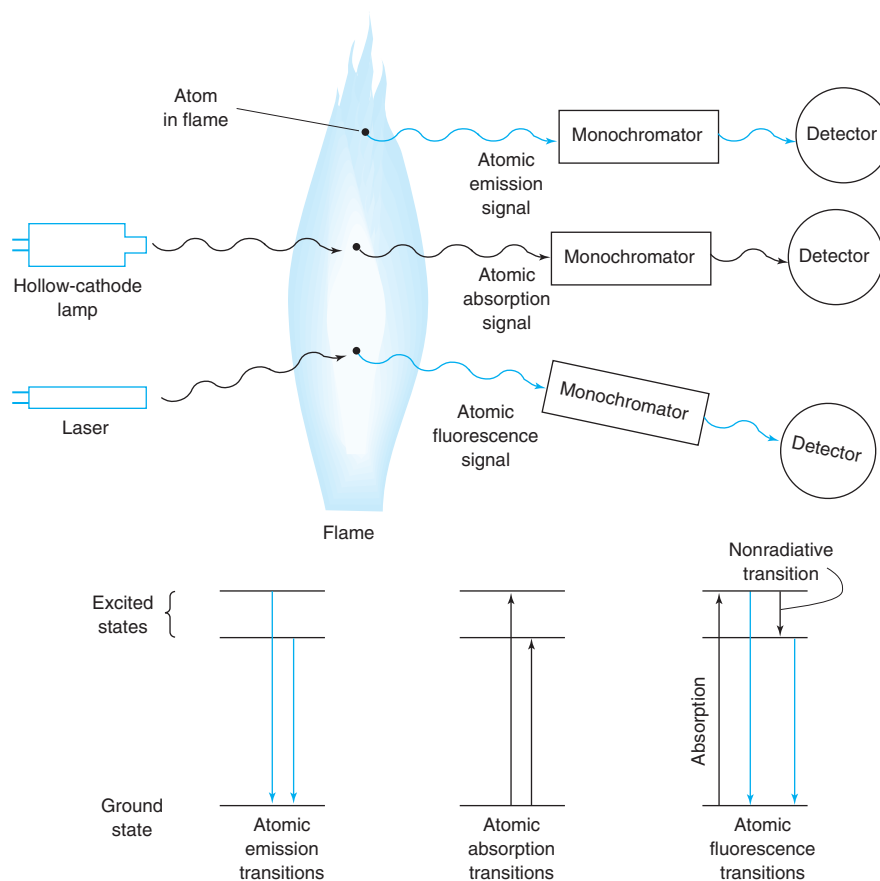 Atom
in flame
Monochromator
Detector
Atomic
emission
signal
Hollow-cathode
lamp
Monochromator
Detector
Atomic
absorption
signal
Laser
Monochromator
Detector
Atomic
fluorescence
signal
Flame
Nonradiative
transition
Excited
states
Absorption
Ground
state
Atomic
emission
transitions
Atomic
absorption
transitions
Atomic
fluorescence
transitions